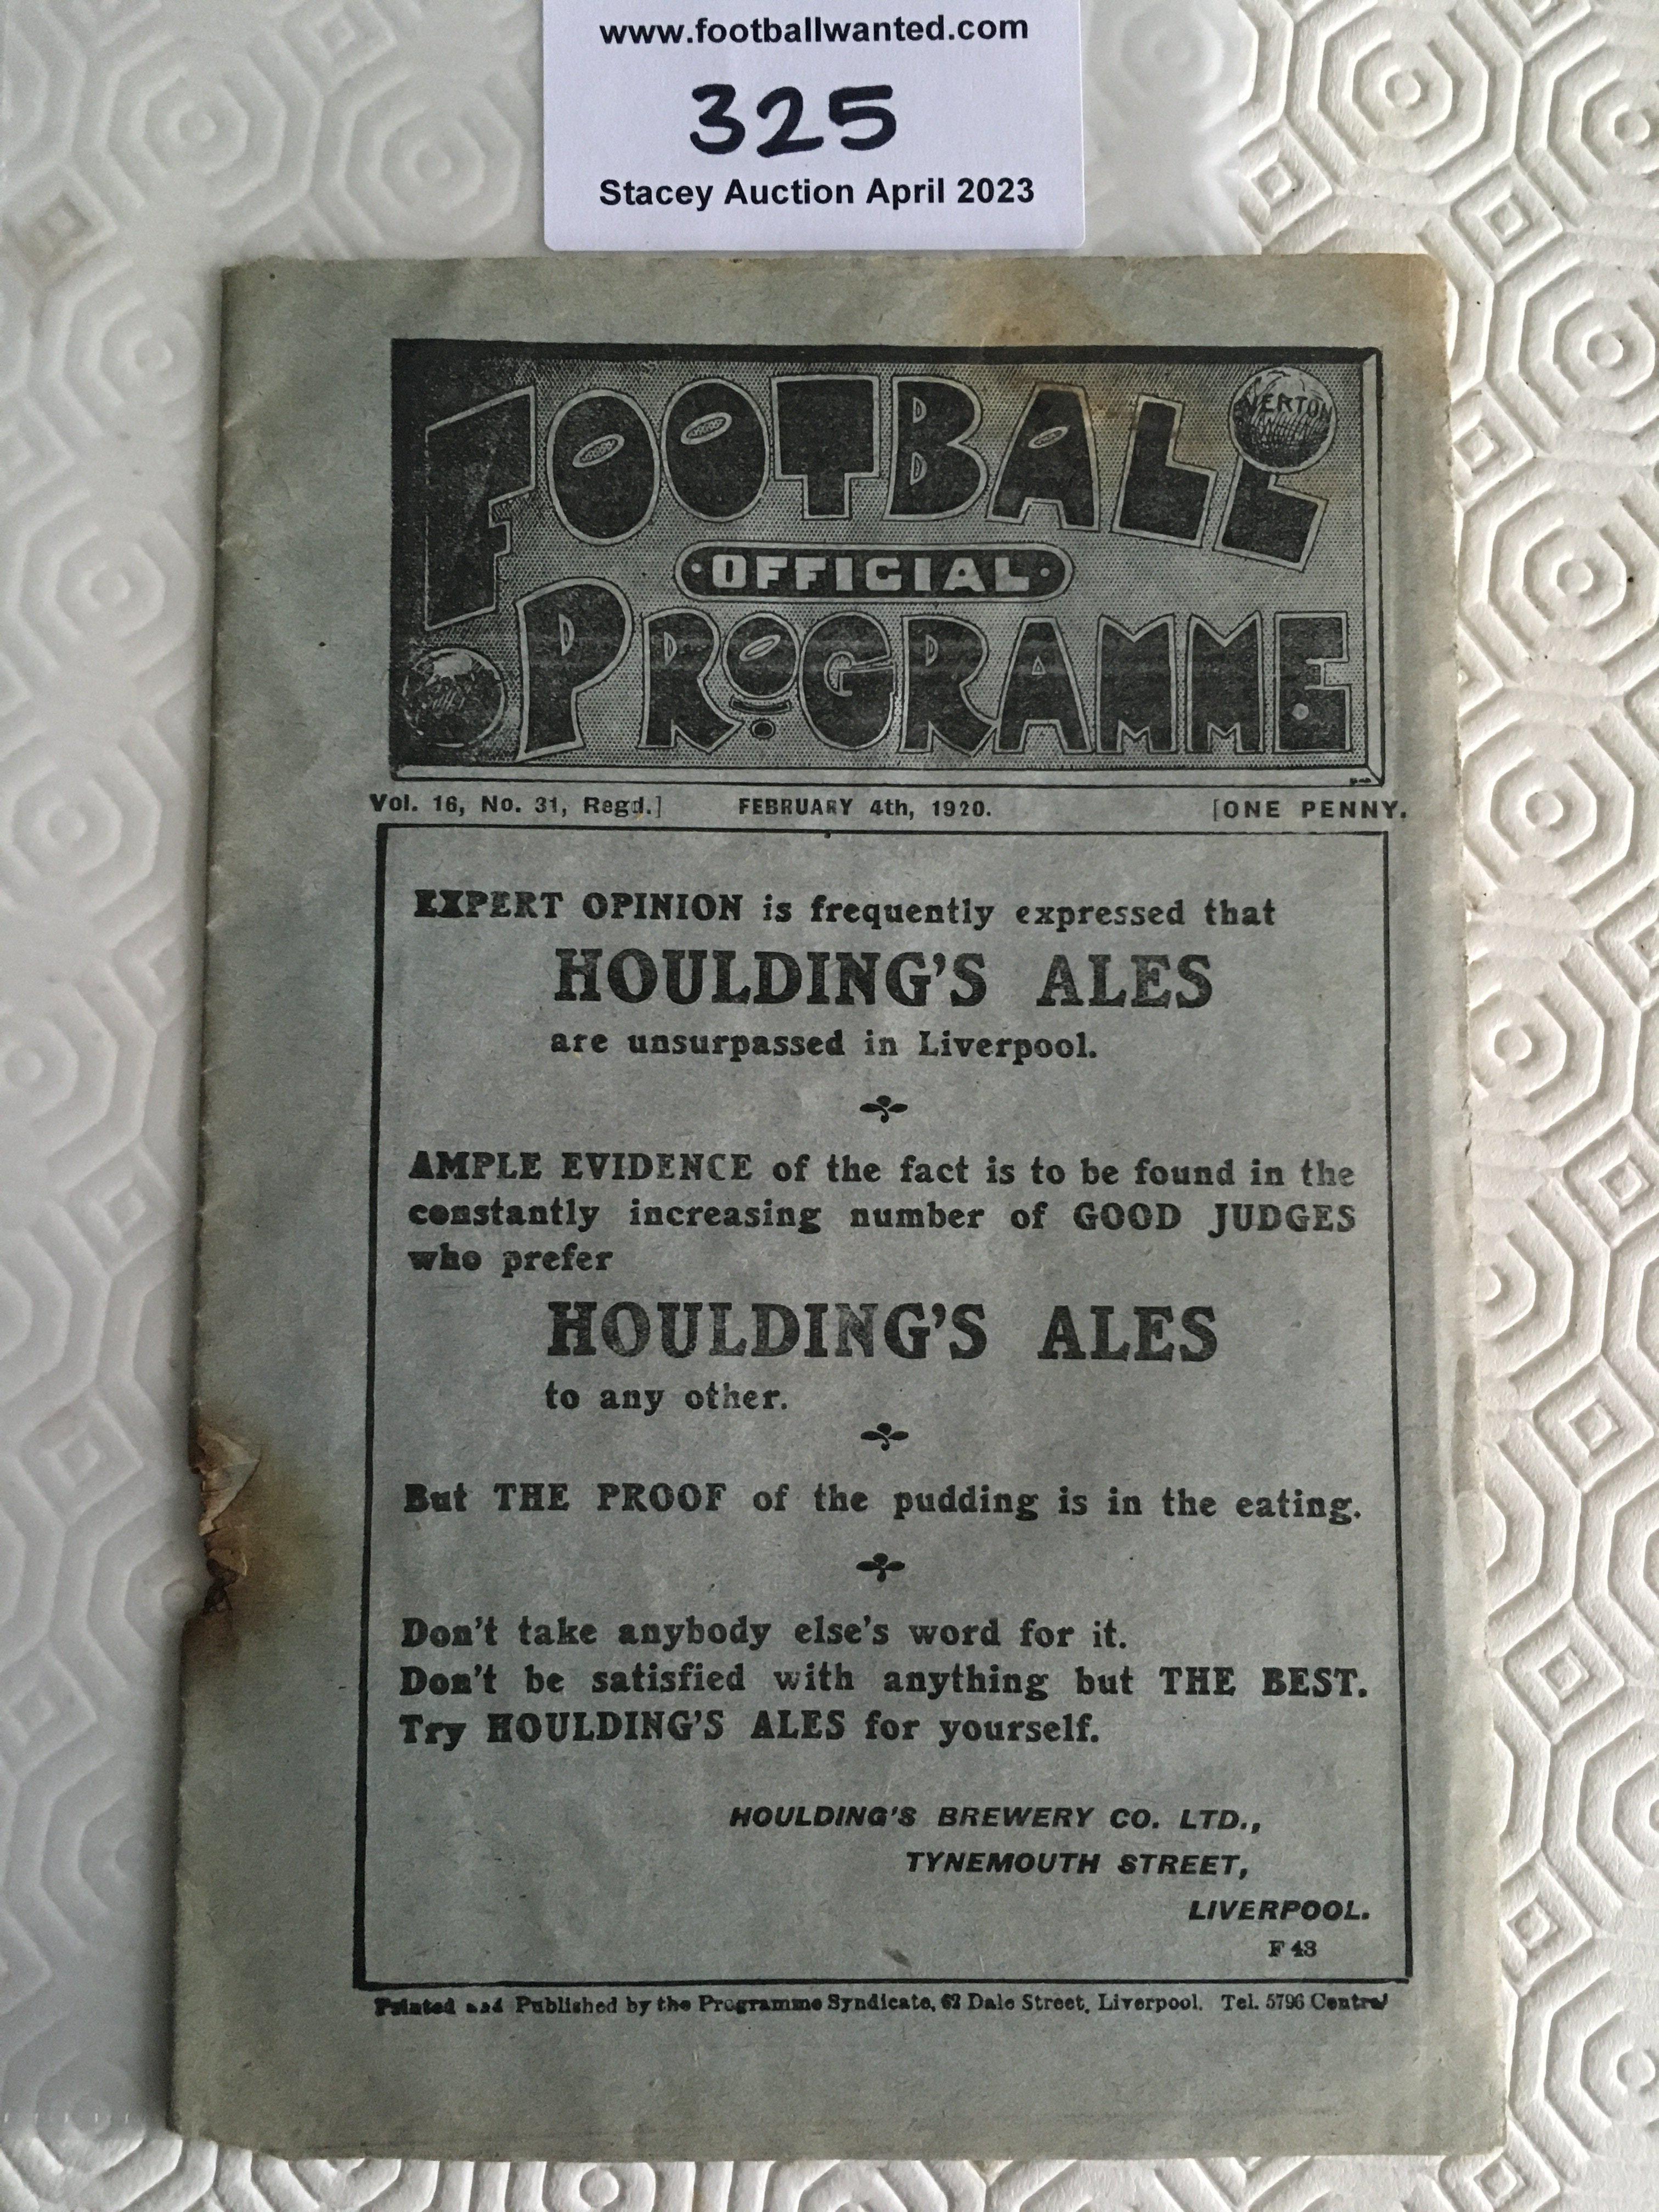 www.footballwanted.com
325
Stacey Auction April 2023
FOOTBALL
EVERTON
OFFICIAL
PROGRAMME
Vol. 16, No. 31, Regd.] FEBRUARY 4th, 1920. [ONE PENNY.
EXPERT OPINION is frequently expressed that
HOULDING'S ALES
are unsurpassed in Liverpool.
AMPLE EVIDENCE of the fact is to be found in the
constantly increasing number of GOOD JUDGES
who prefer
HOULDING'S ALES
to any other.
But THE PROOF of the pudding is in the eating.
Don't take anybody else's word for it.
Don't be satisfied with anything but THE BEST.
Try HOULDING'S ALES for yourself.
HOULDING'S BREWERY CO. LTD.,
TYNEMOUTH STREET,
LIVERPOOL.
F 43
Printed and Published by the Programme Syndicate, 62 Dale Street, Liverpool. Tel. 5796 Central